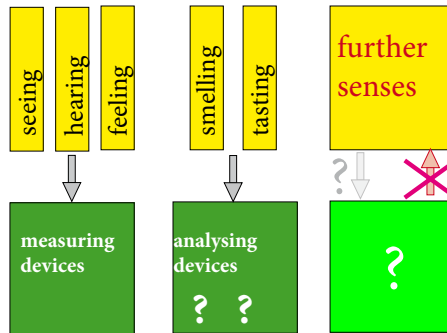 seeing
hearing
feeling
smelling
tasting
further
senses
?
measuring
devices
analysing
devices
? ?
?